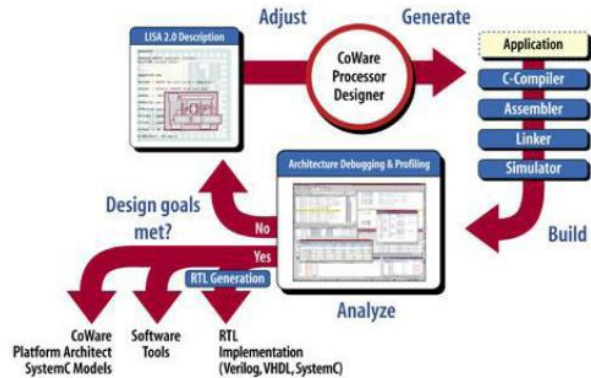 Adjust
Generate
LISA 2.0 Description
CoWare
Processor
Designer
Application
C-Compiler
Assembler
Linker
Simulator
Architecture Debugging & Profiling
Design goals
met?
No
Yes
Build
RTL Generation
Analyze
CoWare
Platform Architect
SystemC Models
Software
Tools
RTL
Implementation
(Verilog, VHDL, SystemC)